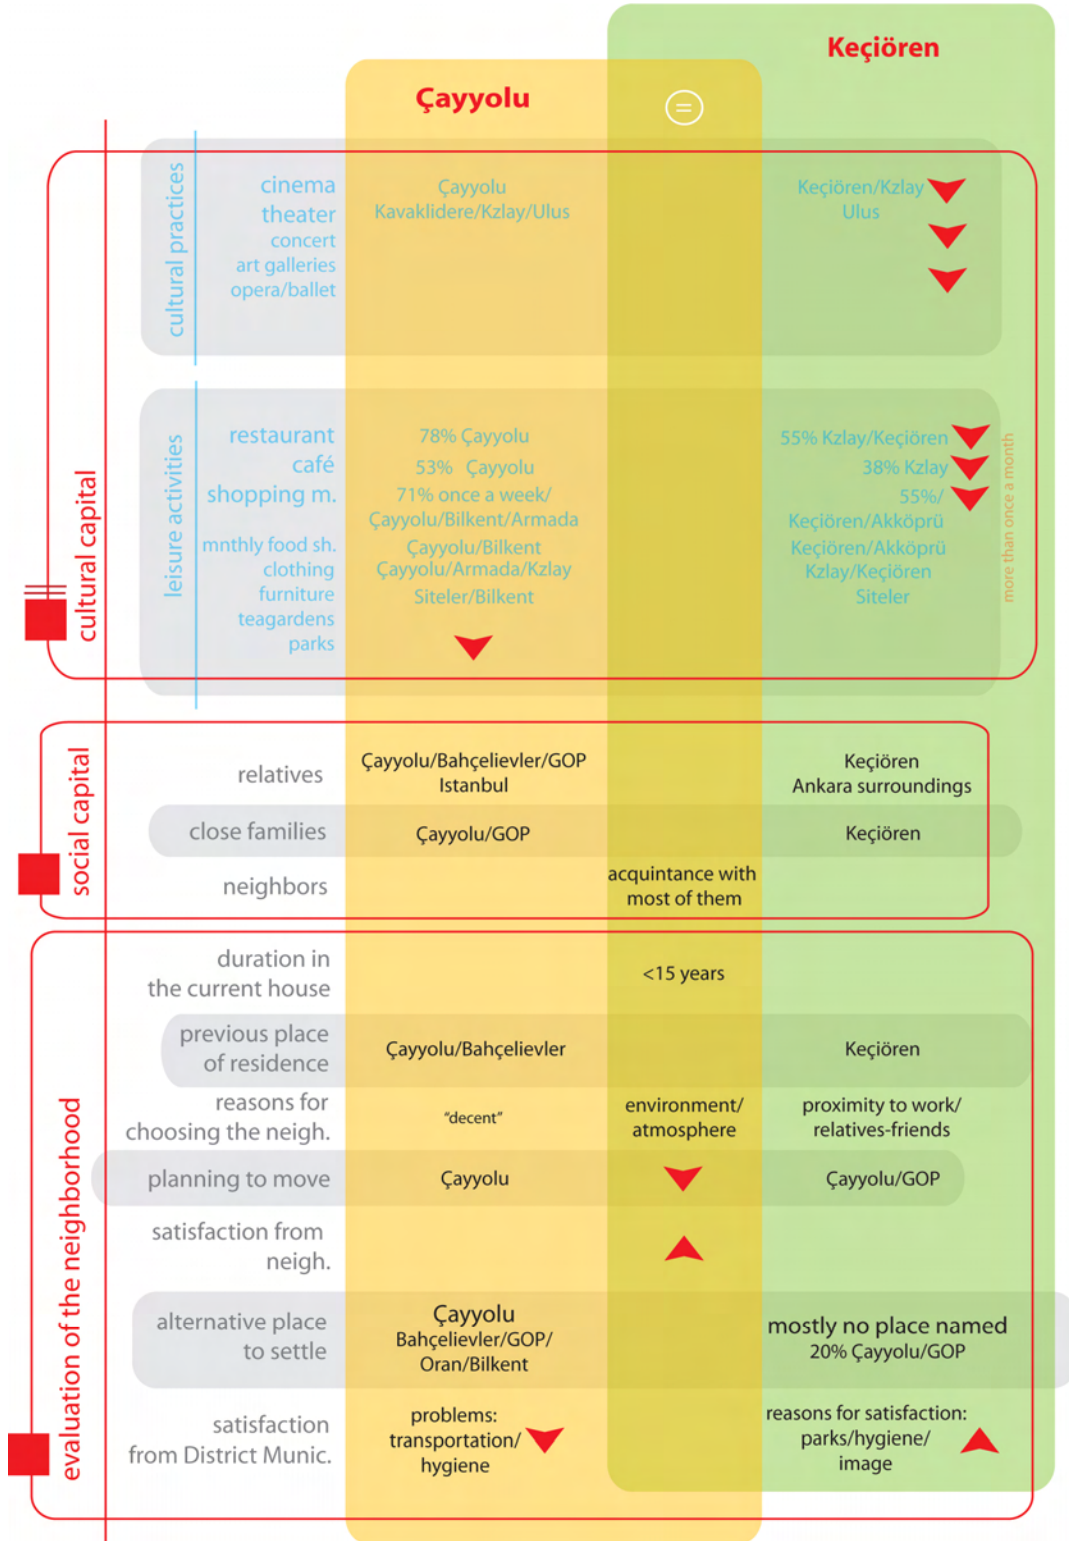 Keçiören
Çayyolu
=
cultural capital
cultural practices
cinema
Çayyolu
Keçiören/Kzlay
theater
Kavaklidere/Kzlay/Ulus
Ulus
concert
art galleries
opera/ballet
leisure activities
restaurant
78% Çayyolu
55% Kzlay/Keçiören
café
53% Çayyolu
38% Kzlay
shopping m.
71% once a week/
55%/
Çayyolu/Bilkent/Armada
Keçiören/Akköprü
more than once a month
mnthly food sh.
Çayyolu/Bilkent
Keçiören/Akköprü
clothing
Çayyolu/Armada/Kzlay
Kzlay/Keçiören
furniture
Siteler/Bilkent
Siteler
teagardens
parks
social capital
relatives
Çayyolu/Bahçelievler/GOP
Istanbul
Keçiören
Ankara surroundings
close families
Çayyolu/GOP
Keçiören
neighbors
acquintance with
most of them
evaluation of the neighborhood
duration in
the current house
<15 years
previous place
of residence
Çayyolu/Bahçelievler
Keçiören
reasons for
choosing the neigh.
"decent"
environment/
atmosphere
proximity to work/
relatives-friends
planning to move
Çayyolu
Çayyolu/GOP
satisfaction from
neigh.
alternative place
to settle
Çayyolu
Bahçelievler/GOP/
Oran/Bilkent
mostly no place named
20% Çayyolu/GOP
satisfaction
from District Munic.
problems:
transportation/
hygiene
reasons for satisfaction:
parks/hygiene/
image